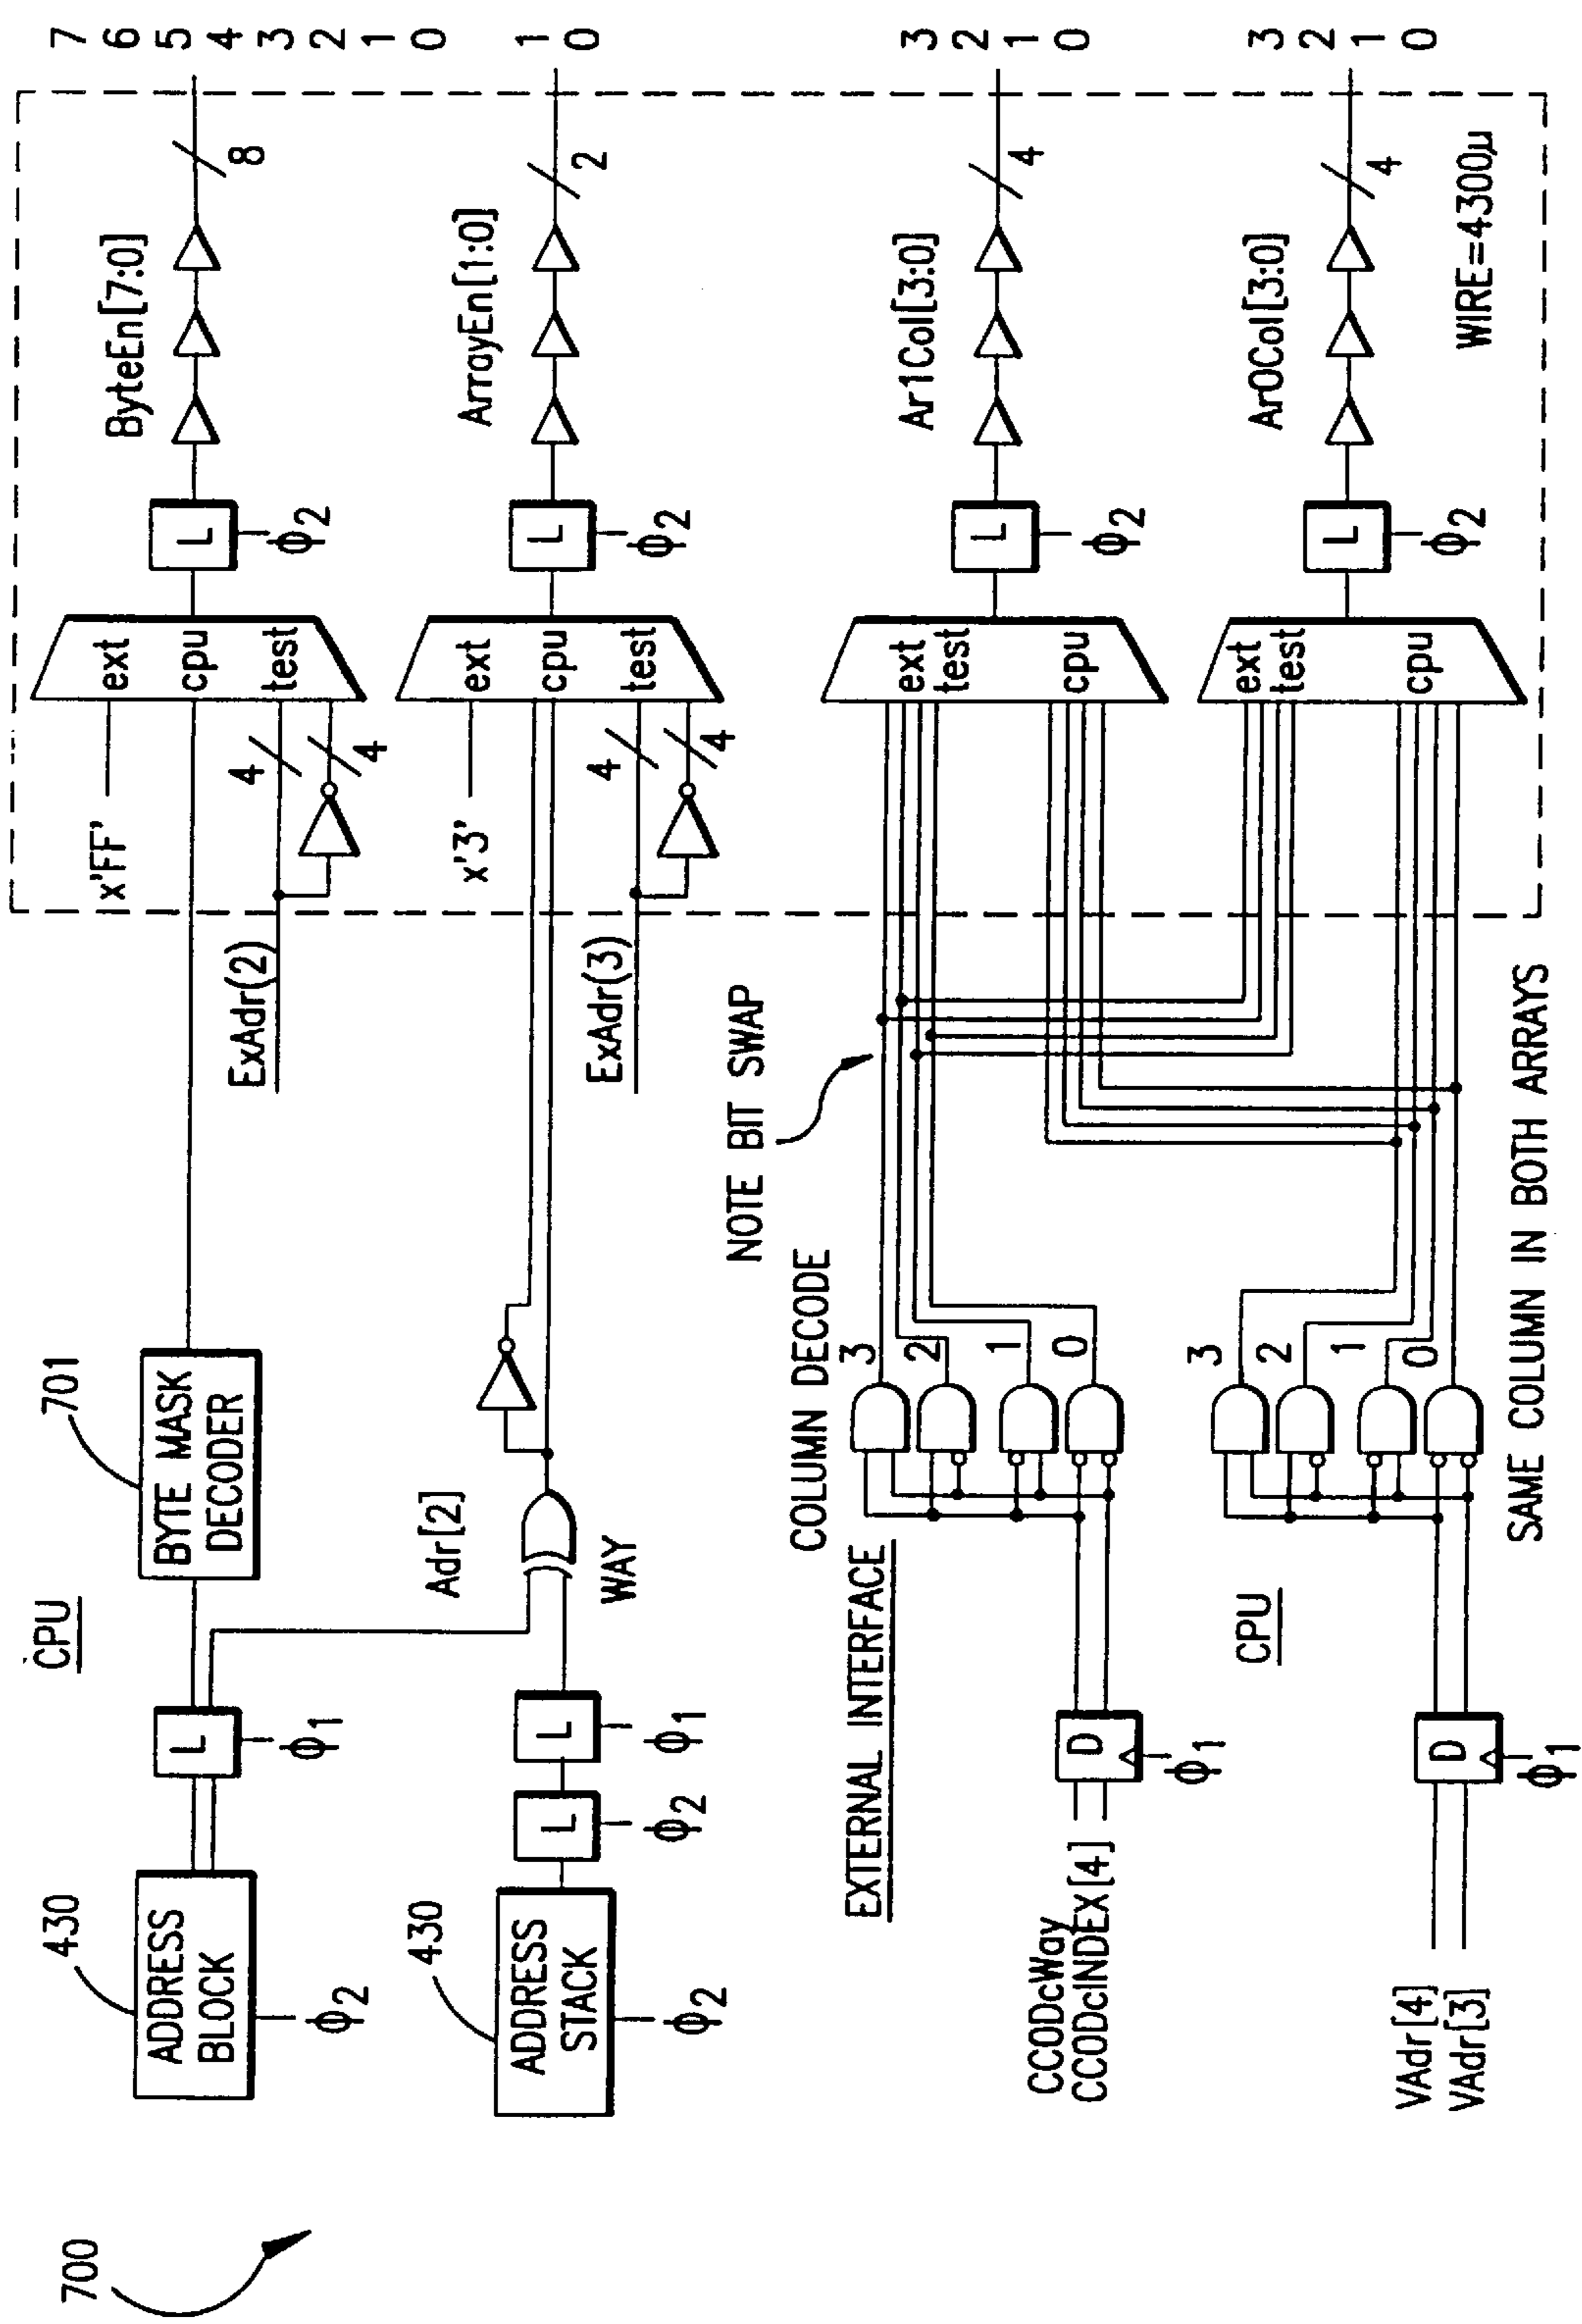 700
430
ADDRESS
BLOCK
ϕ2
L
ϕ1
CPU
701
BYTE MASK
DECODER
ExAdr(2)
x'FF'
4
4
ext
cpu
test
L
ϕ2
ByteEn[7:0]
8
7
6
5
4
3
2
1
0
430
ADDRESS
STACK
ϕ2
L
ϕ2
L
ϕ1
Adr[2]
WAY
ExAdr(3)
x'3'
4
4
ext
cpu
test
L
ϕ2
ArrayEn[1:0]
2
1
0
EXTERNAL INTERFACE
CCODcWay
CCODcINDEX[4]
D
ϕ1
COLUMN DECODE
3
2
1
0
NOTE BIT SWAP
ext
test
cpu
L
ϕ2
Ar1Col[3:0]
4
3
2
1
0
CPU
VAdr[4]
VAdr[3]
D
ϕ1
3
2
1
0
SAME COLUMN IN BOTH ARRAYS
ext
test
cpu
L
ϕ2
Ar0Col[3:0]
4
WIRE=4300μ
3
2
1
0